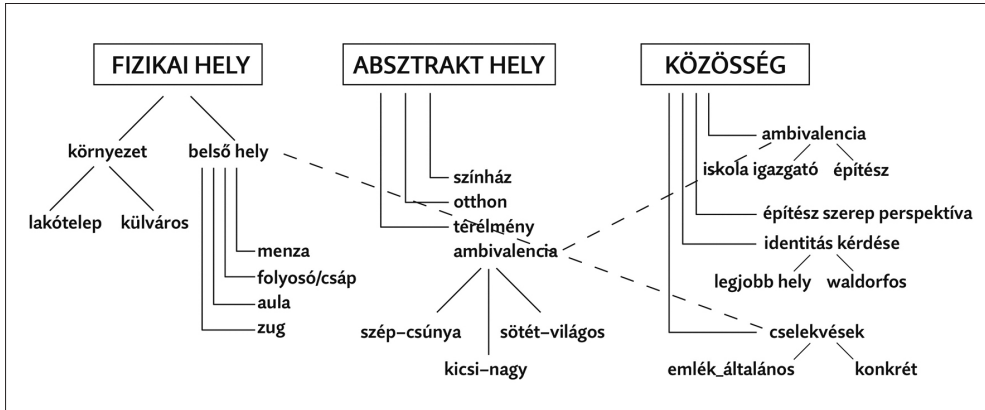 FIZIKAI HELY
környezet
belső hely
lakótelep
külváros
menza
folyosó/csáp
aula
zug
ABSZTRAKT HELY
színház
otthon
térélmény
ambivalencia
szép–csúnya
sötét–világos
kicsi–nagy
KÖZÖSSÉG
ambivalencia
iskola igazgató
építész
építész szerep perspektíva
identitás kérdése
legjobb hely
waldorfos
cselekvések
emlék_általános
konkrét